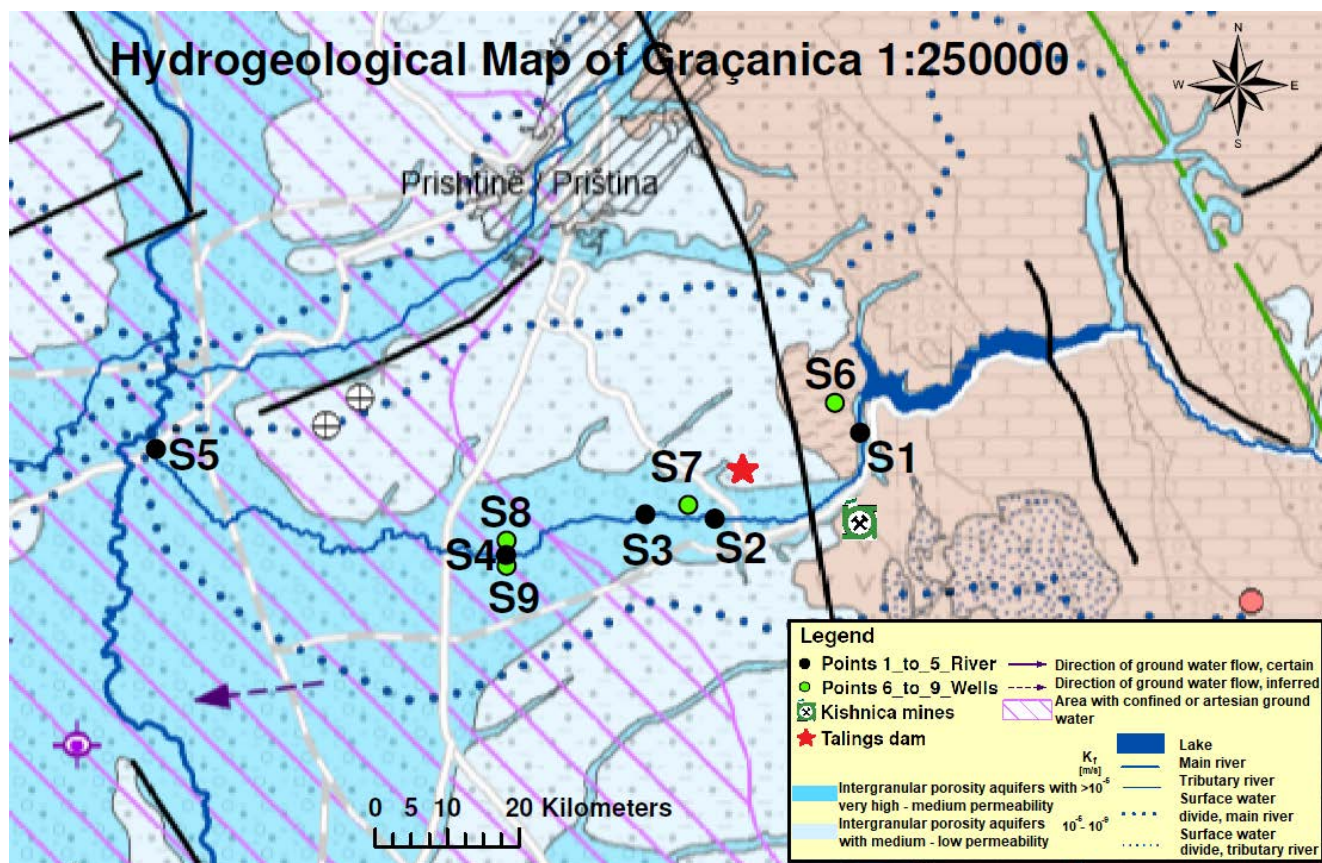 Hydrogeological Map of Graçanica 1:250000
N
W E
S
Prishtinë / Priština
S6
S1
S5
S7
S8
S3 S2
S4
S9
Legend
Points 1_to_5_River
Points 6_to_9_Wells
Kishnica mines
Talings dam
Direction of ground water flow, certain
Direction of ground water flow, inferred
Area with confined or artesian ground
water
Kf
[m/s]
Intergranular porosity aquifers with >10-6
very high - medium permeability
Intergranular porosity aquifers 10-6 - 10-9
with medium - low permeability
Lake
Main river
Tributary river
Surface water
divide, main river
Surface water
divide, tributary river
0 5 10 20 Kilometers